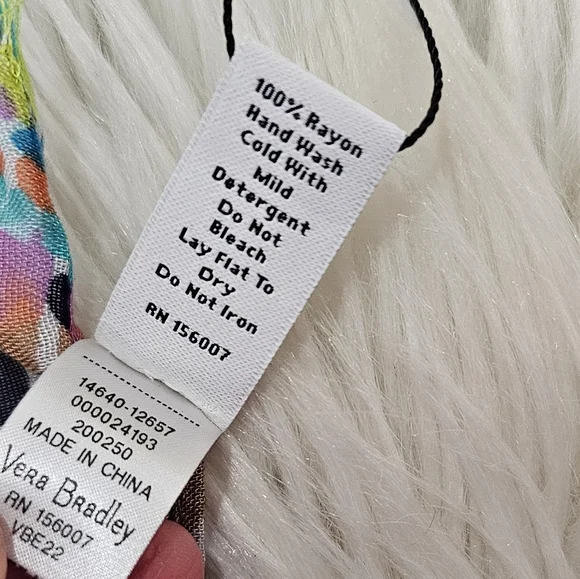 100% Rayon
Hand Wash
Cold With
Mild
Detergent
Do Not
Bleach
Lay Flat To
Dry
Do Not Iron
RN 156007
14640-12657
000024193
200250
MADE IN CHINA
Vera Bradley
RN 156007
VBE22